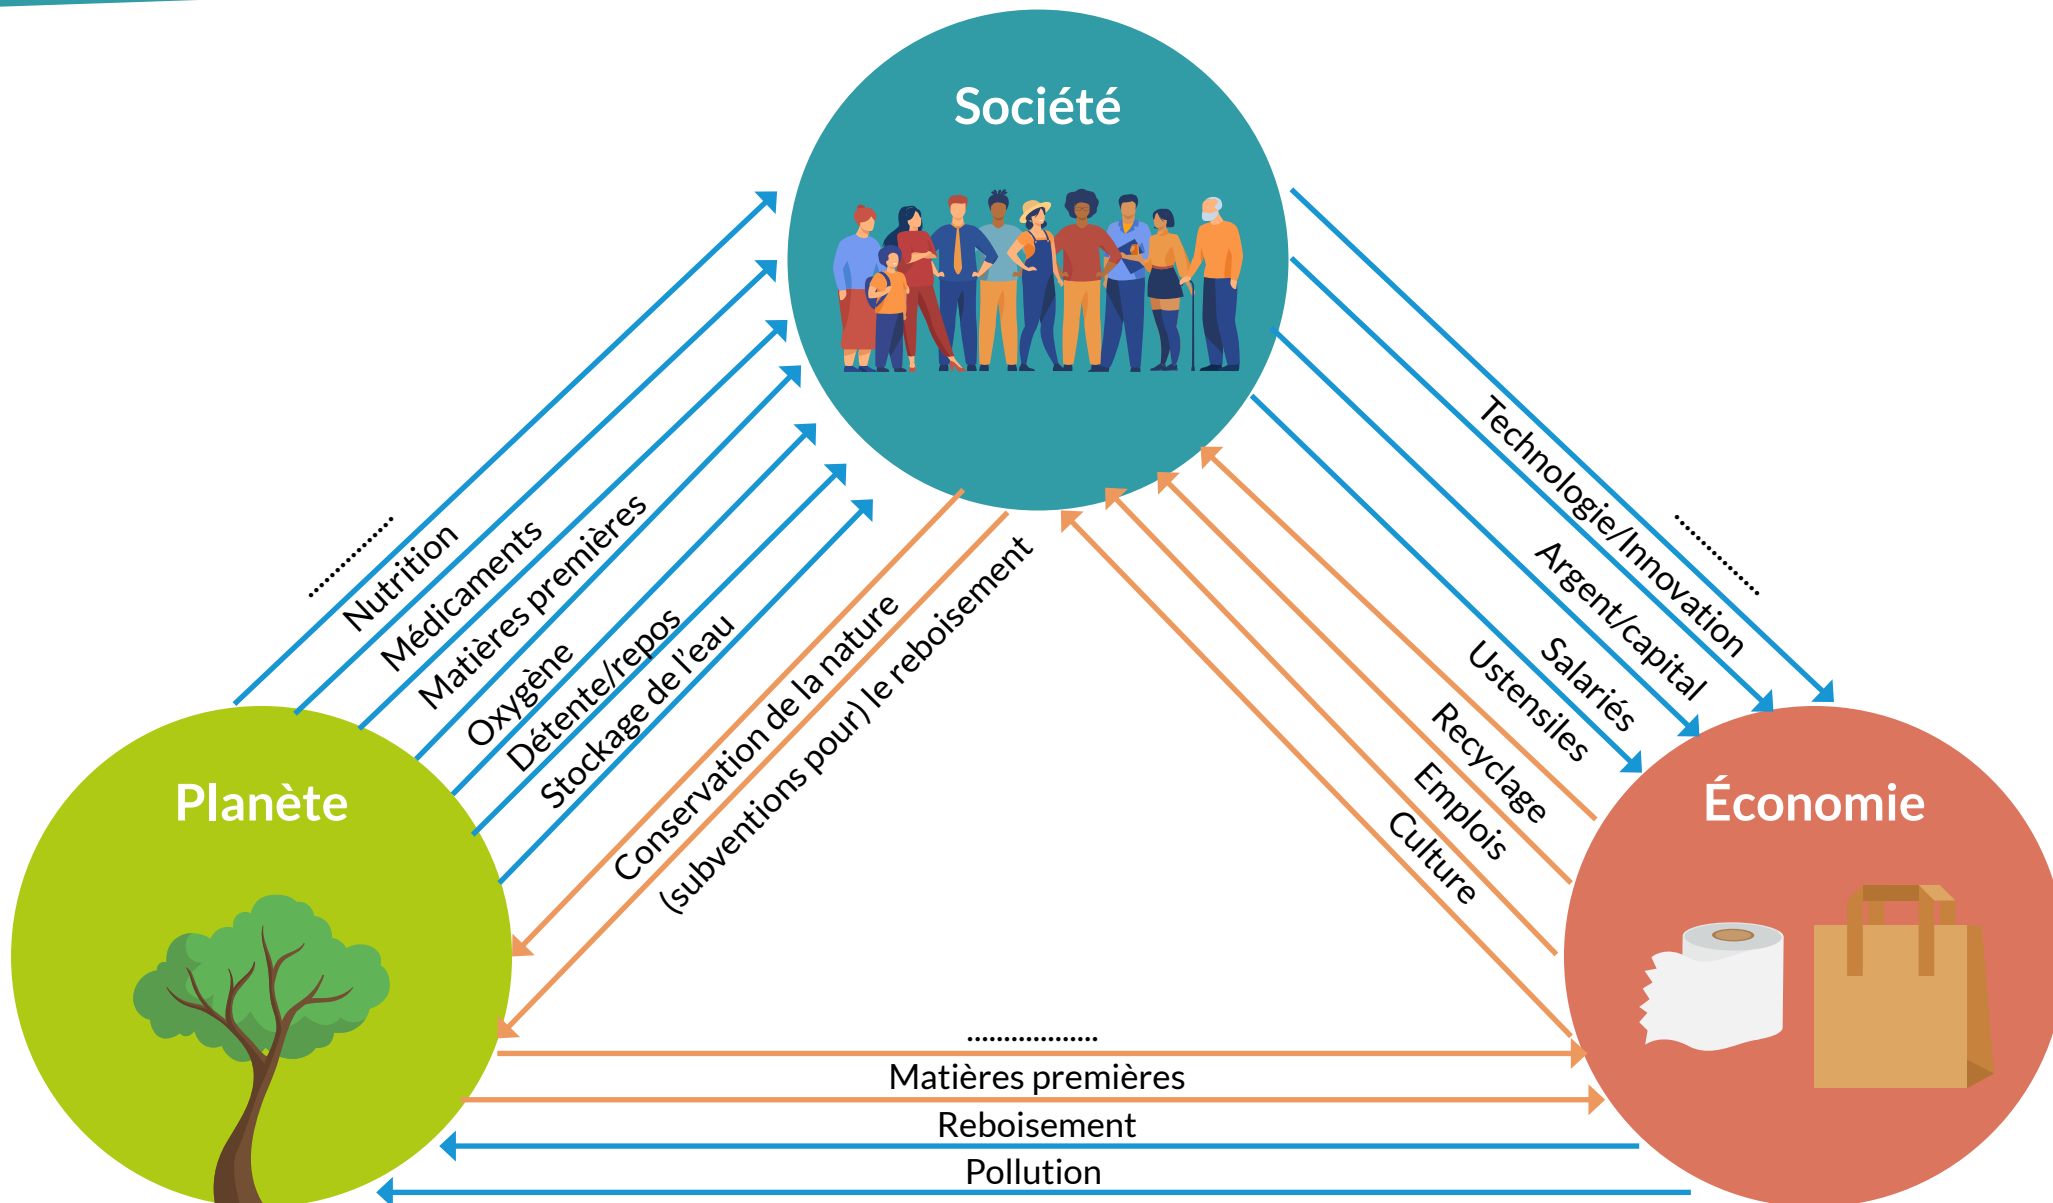 Société
..............
Nutrition
Médicaments
Matières premières
Oxygène
Détente/repos
Stockage de l'eau
Conservation de la nature
(subventions pour) le reboisement
..............
Technologie/Innovation
Argent/capital
Salariés
Ustensiles
Recyclage
Emplois
Culture
Planète
Économie
..................
Matières premières
Reboisement
Pollution